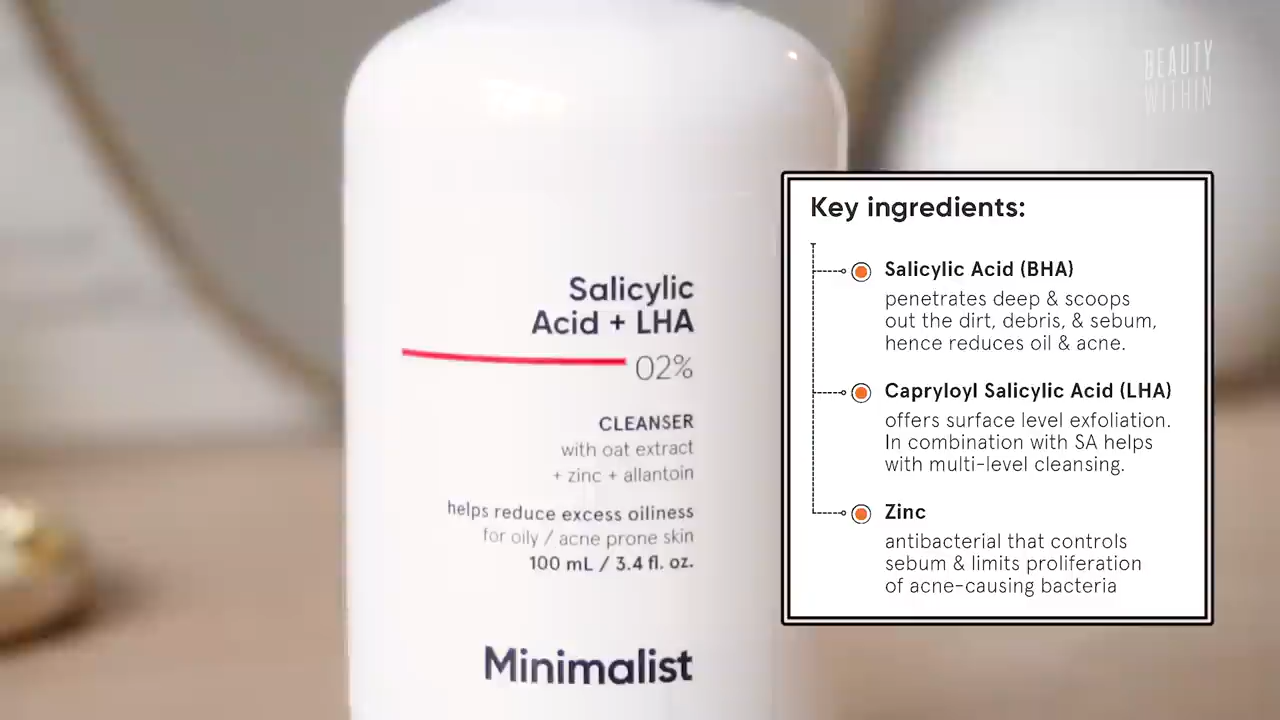 BEAUTY
WITHIN
Salicylic
Acid + LHA
02%
CLEANSER
with oat extract
+ zinc + allantoin
helps reduce excess oiliness
for oily / acne prone skin
100 mL / 3.4 fl. oz.
Minimalist
Key ingredients:
Salicylic Acid (BHA)
penetrates deep & scoops
out the dirt, debris, & sebum,
hence reduces oil & acne.
Capryloyl Salicylic Acid (LHA)
offers surface level exfoliation.
In combination with SA helps
with multi-level cleansing.
Zinc
antibacterial that controls
sebum & limits proliferation
of acne-causing bacteria